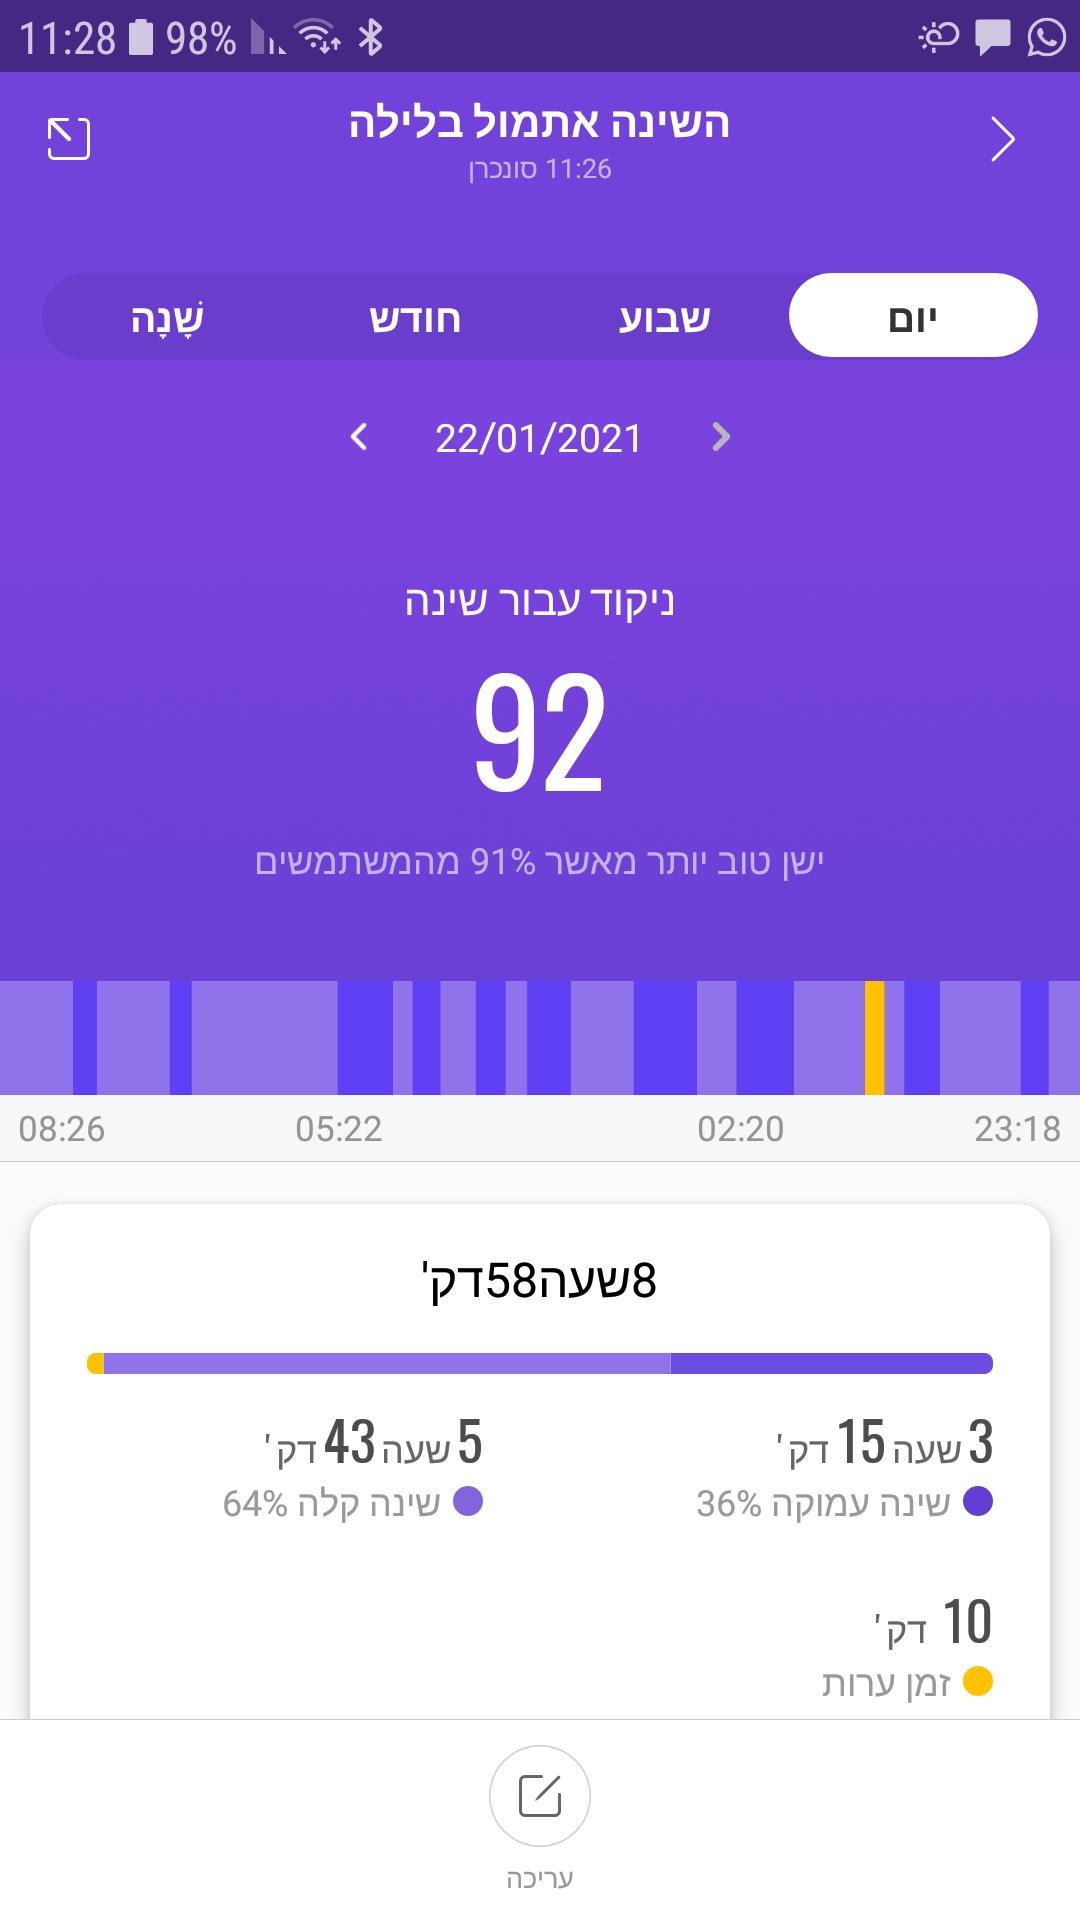 11:28 98%
השינה אתמול בלילה
11:26 סונכרן
יום שבוע חודש שָׁנָה
22/01/2021
ניקוד עבור שינה
92
ישן טוב יותר מאשר 91% מהמשתמשים
23:18 02:20 05:22 08:26
8שעה58דק'
3 שעה 15 דק' 5 שעה 43 דק'
שינה עמוקה 36% שינה קלה 64%
10 דק'
זמן ערות
עריכה